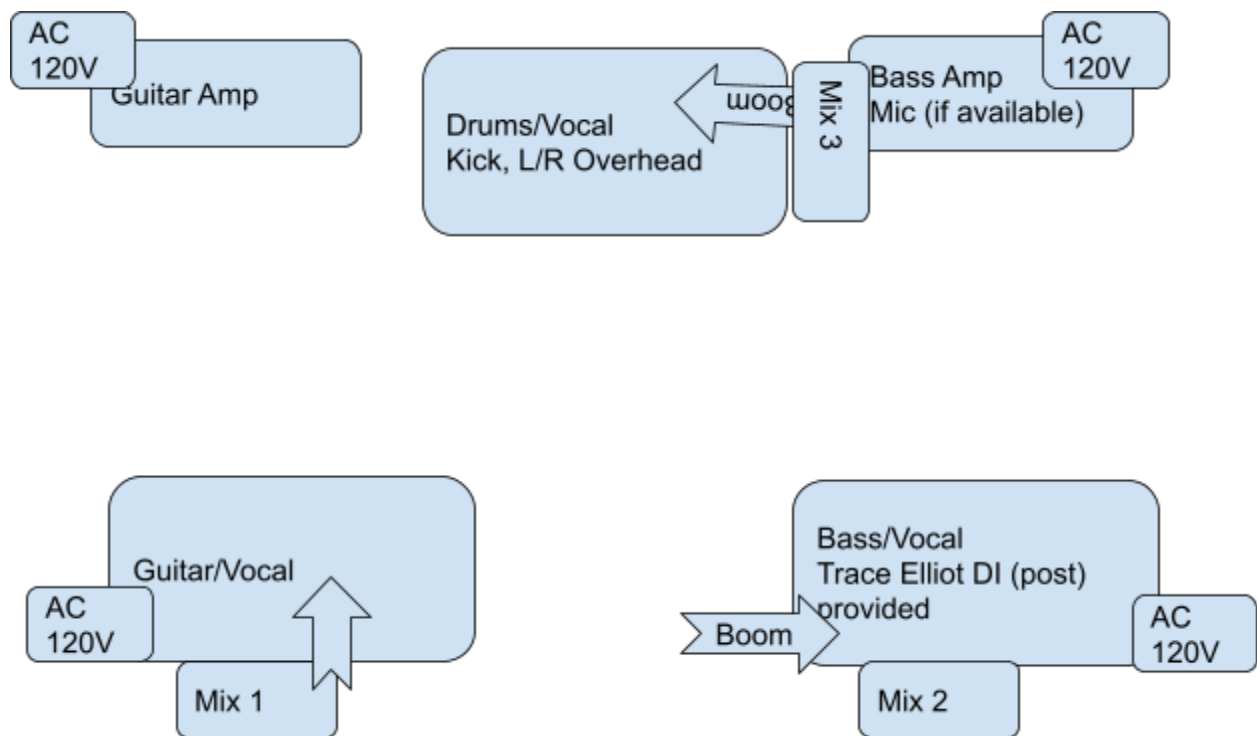 AC
120V
Guitar Amp
Drums/Vocal
Kick, L/R Overhead
Boom
Mix 3
Bass Amp
Mic (if available)
AC
120V
Guitar/Vocal
AC
120V
Mix 1
Boom
Bass/Vocal
Trace Elliot DI (post)
provided
AC
120V
Mix 2